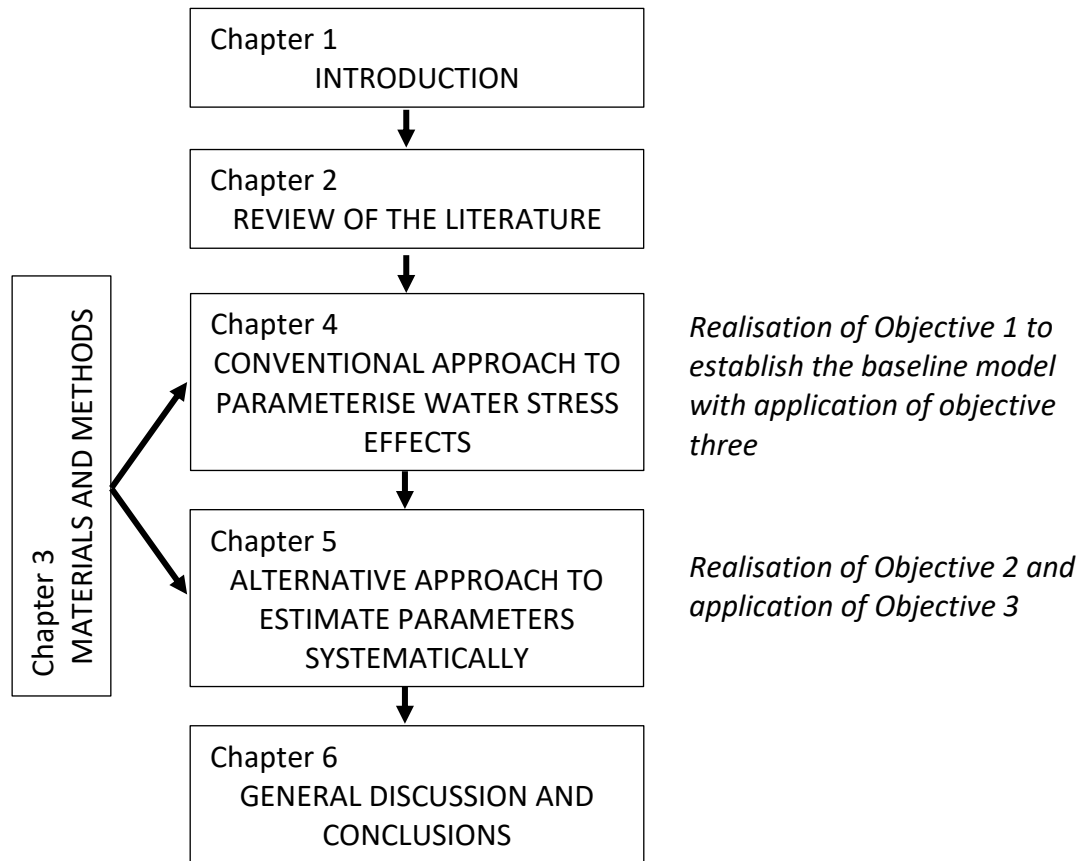 Chapter 1
INTRODUCTION
Chapter 2
REVIEW OF THE LITERATURE
Chapter 3
MATERIALS AND METHODS
Chapter 4
CONVENTIONAL APPROACH TO
PARAMETERISE WATER STRESS
EFFECTS
Realisation of Objective 1 to
establish the baseline model
with application of objective
three
Chapter 5
ALTERNATIVE APPROACH TO
ESTIMATE PARAMETERS
SYSTEMATICALLY
Realisation of Objective 2 and
application of Objective 3
Chapter 6
GENERAL DISCUSSION AND
CONCLUSIONS